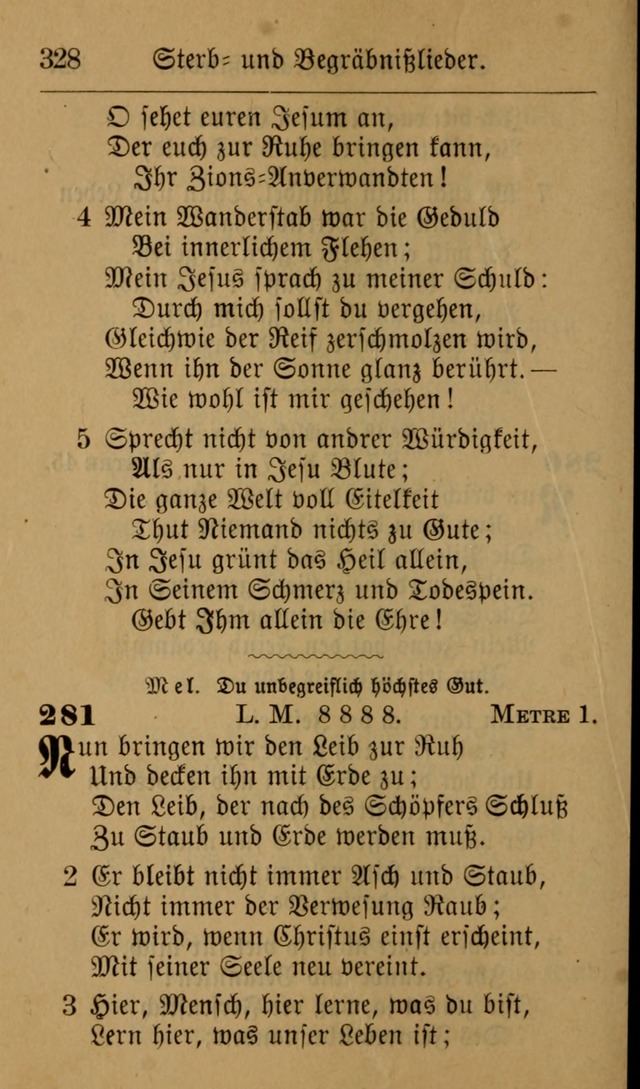 328 Sterb- und Begräbnißlieder.
O sehet euren Jesum an,
Der euch zur Ruhe bringen kann,
Ihr Zions-Anverwandten!
4 Mein Wanderstab war die Geduld
Bei innerlichem Flehen;
Mein Jesus sprach zu meiner Schuld:
Durch mich sollst du vergehen,
Gleichwie der Reif zerschmolzen wird,
Wenn ihn der Sonne glanz berührt.—
Wie wohl ist mir geschehen!
5 Sprecht nicht von andrer Würdigkeit,
Als nur in Jesu Blute;
Die ganze Welt voll Eitelkeit
Thut Niemand nichts zu Gute;
In Jesu grünt das Heil allein,
In Seinem Schmerz und Todespein.
Gebt Ihm allein die Ehre!
Mel. Du unbegreiflich höchstes Gut.
281 L. M. 8 8 8 8. METRE 1.
Nun bringen wir den Leib zur Ruh
Und decken ihn mit Erde zu;
Den Leib, der nach des Schöpfers Schluß
Zu Staub und Erde werden muß.
2 Er bleibt nicht immer Asch und Staub,
Nicht immer der Verwesung Raub;
Er wird, wenn Christus einst erscheint,
Mit seiner Seele neu vereint.
3 Hier, Mensch, hier lerne, was du bist,
Lern hier, was unser Leben ist;